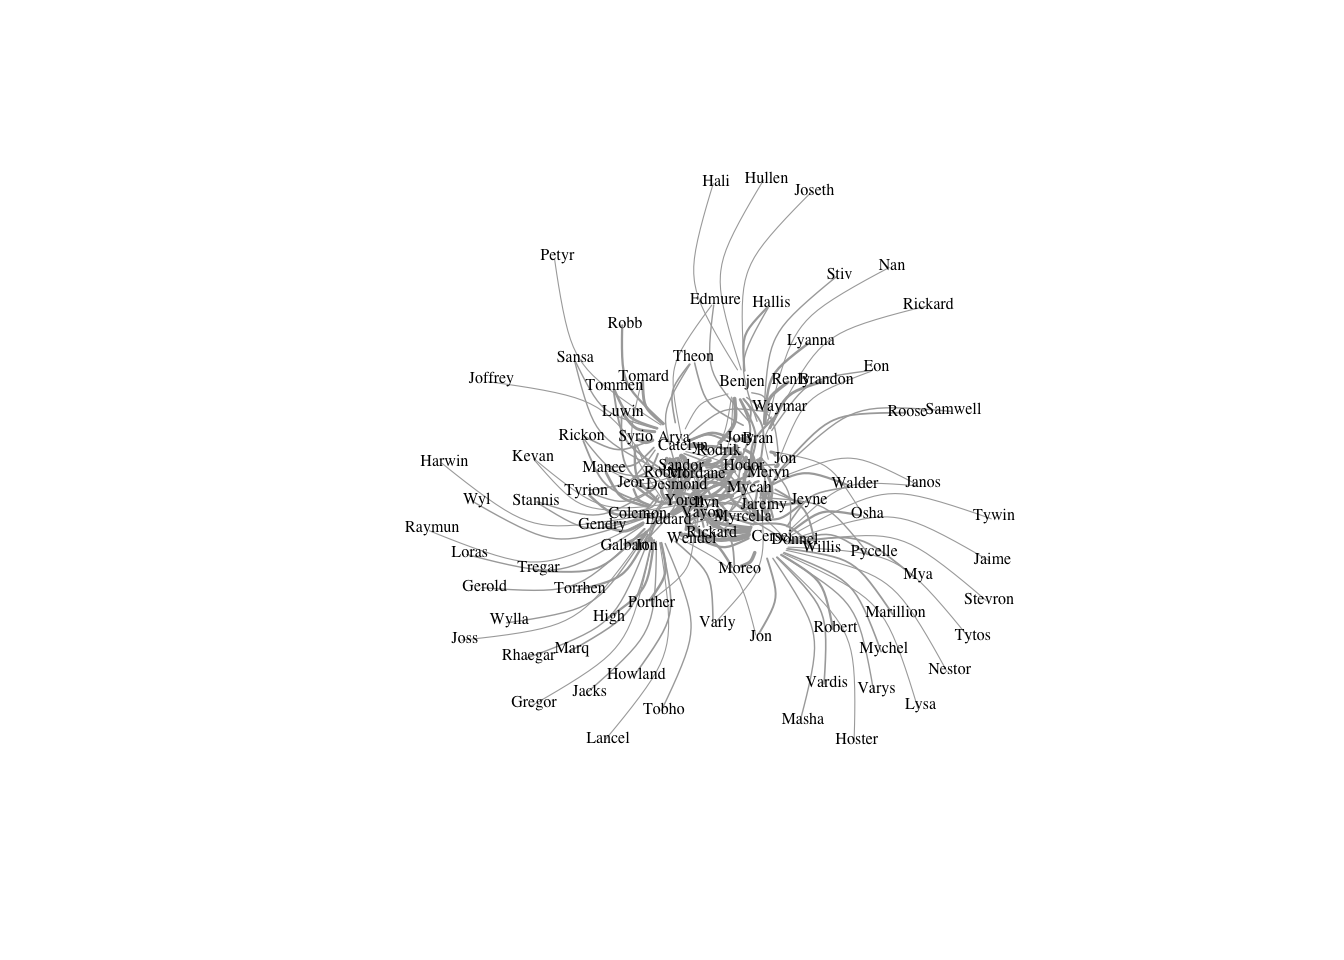 Hali
Hullen
Joseth
Petyr
Nan
Stiv
Edmure
Hallis
Rickard
Robb
Lyanna
Sansa
Theon
Eon
Joffrey
Tomard
Tommen
Benjen
Renly
Brandon
Waymar
Luwin
Roose
Samwell
Rickon
Syrio
Arya
Jory
Bran
Catelyn
Rodrik
Kevan
Harwin
Mance
Sandor
Hodor
Jon
Meryn
Mordane
Jeor
Desmond
Mycah
Walder
Janos
Tyrion
Wyl
Stannis
Yoren
Ilyn
Jaremy
Jeyne
Colemon
Vayon
Myrcella
Osha
Tywin
Raymun
Gendry
Eddard
Rickard
Wendel
Cersei
Donnel
Galbart
Jon
Willis
Pycelle
Loras
Jaime
Tregar
Moreo
Mya
Gerold
Torrhen
Porther
Stevron
Wylla
High
Varly
Marillion
Joss
Robert
Jon
Tytos
Rhaegar
Marq
Mychel
Nestor
Howland
Jacks
Vardis
Varys
Gregor
Tobho
Lysa
Masha
Lancel
Hoster